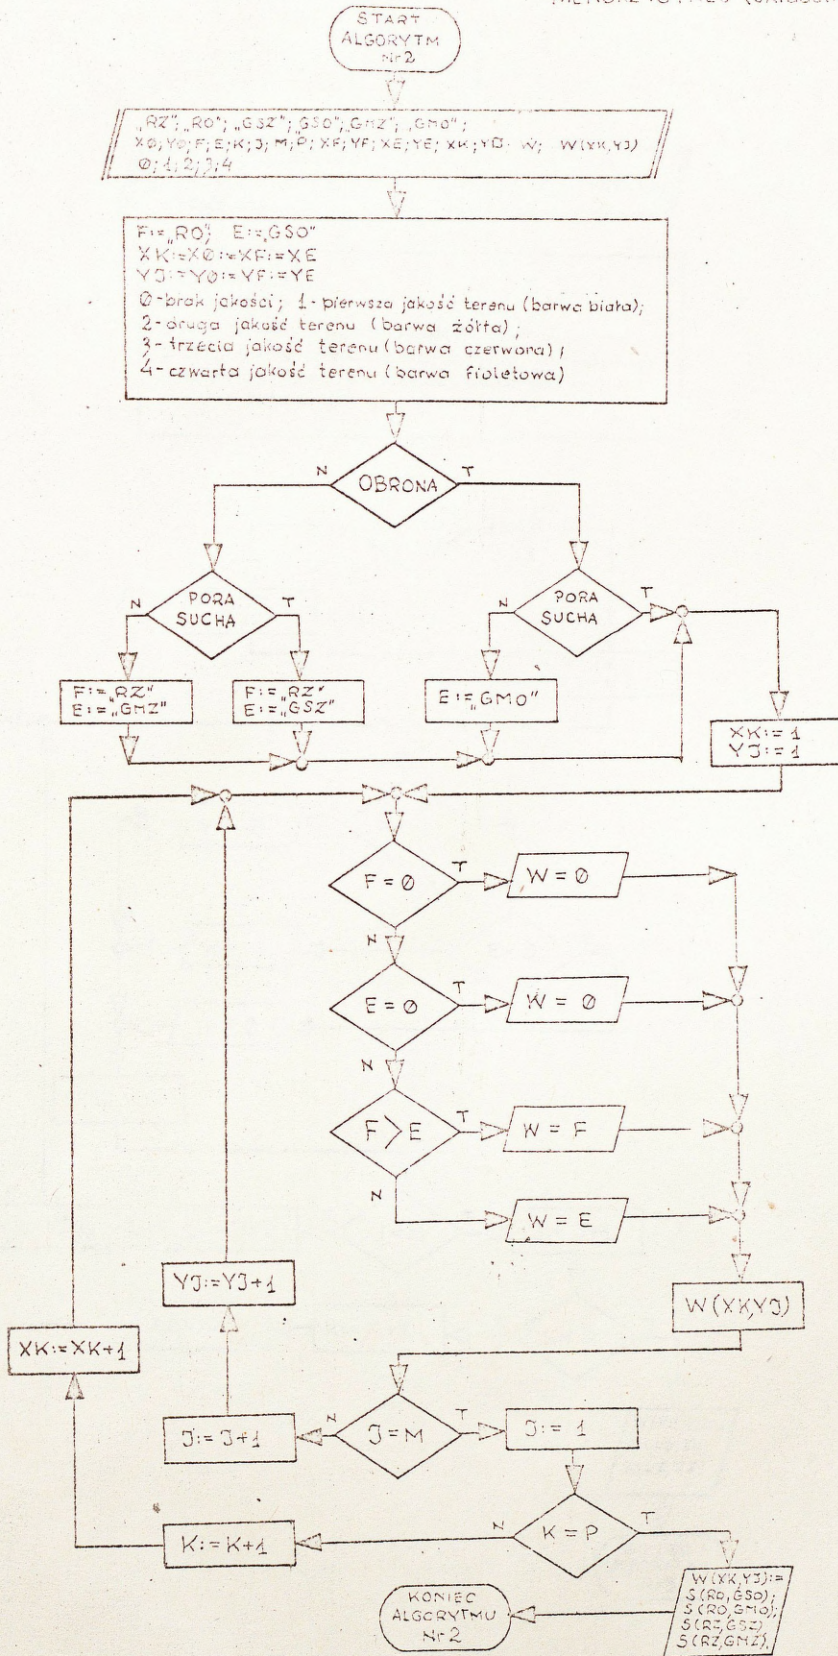 START
ALGORYTM
Nr 2
„RZ"; „RO"; „GSZ"; „GSO"; „GMZ"; „GMO";
XØ; YØ; F; E; K; J; M; P; XF; YF; XE; YE; XK; W; W(XK,YJ)
Ø; 1; 2; 3; 4
F:=„RO"; E:=„GSO"
XK:=XØ:=XF:=XE
YJ:=YØ:=YF:=YE
Ø-brak jakości; 1-pierwsza jakość terenu (barwa biała);
2-druga jakość terenu (barwa żółta);
3-trzecia jakość terenu (barwa czerwona);
4-czwarta jakość terenu (barwa fioletowa)
N
T
OBRONA
N
PORA
SUCHA
T
N
PORA
SUCHA
T
F:=„RZ"
E:=„GMZ"
F:=„RZ"
E:=„GSZ"
E:=„GMO"
XK:=1
YJ:=1
F=Ø
T
W=Ø
N
E=Ø
T
W=Ø
N
F>E
T
W=F
N
W=E
YJ:=YJ+1
W(XK,YJ)
XK:=XK+1
J:=J+1
N
J=M
T
J:=1
K:=K+1
N
K=P
T
W(XK,YJ):=
S(RO,GSO);
S(RO,GMO);
S(RZ,GSZ)
S(RZ,GMZ).
KONIEC
ALGORYTMU
Nr 2